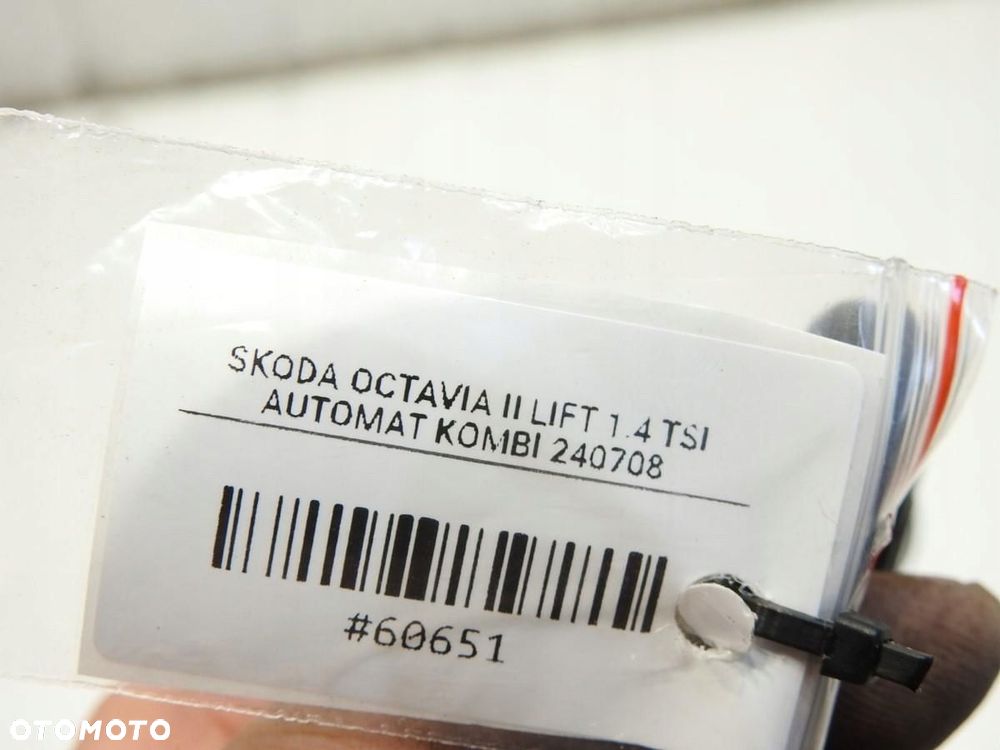 SKODA OCTAVIA II LIFT 1.4 TSI
AUTOMAT KOMBI 240708
#60651
OTOMOTO